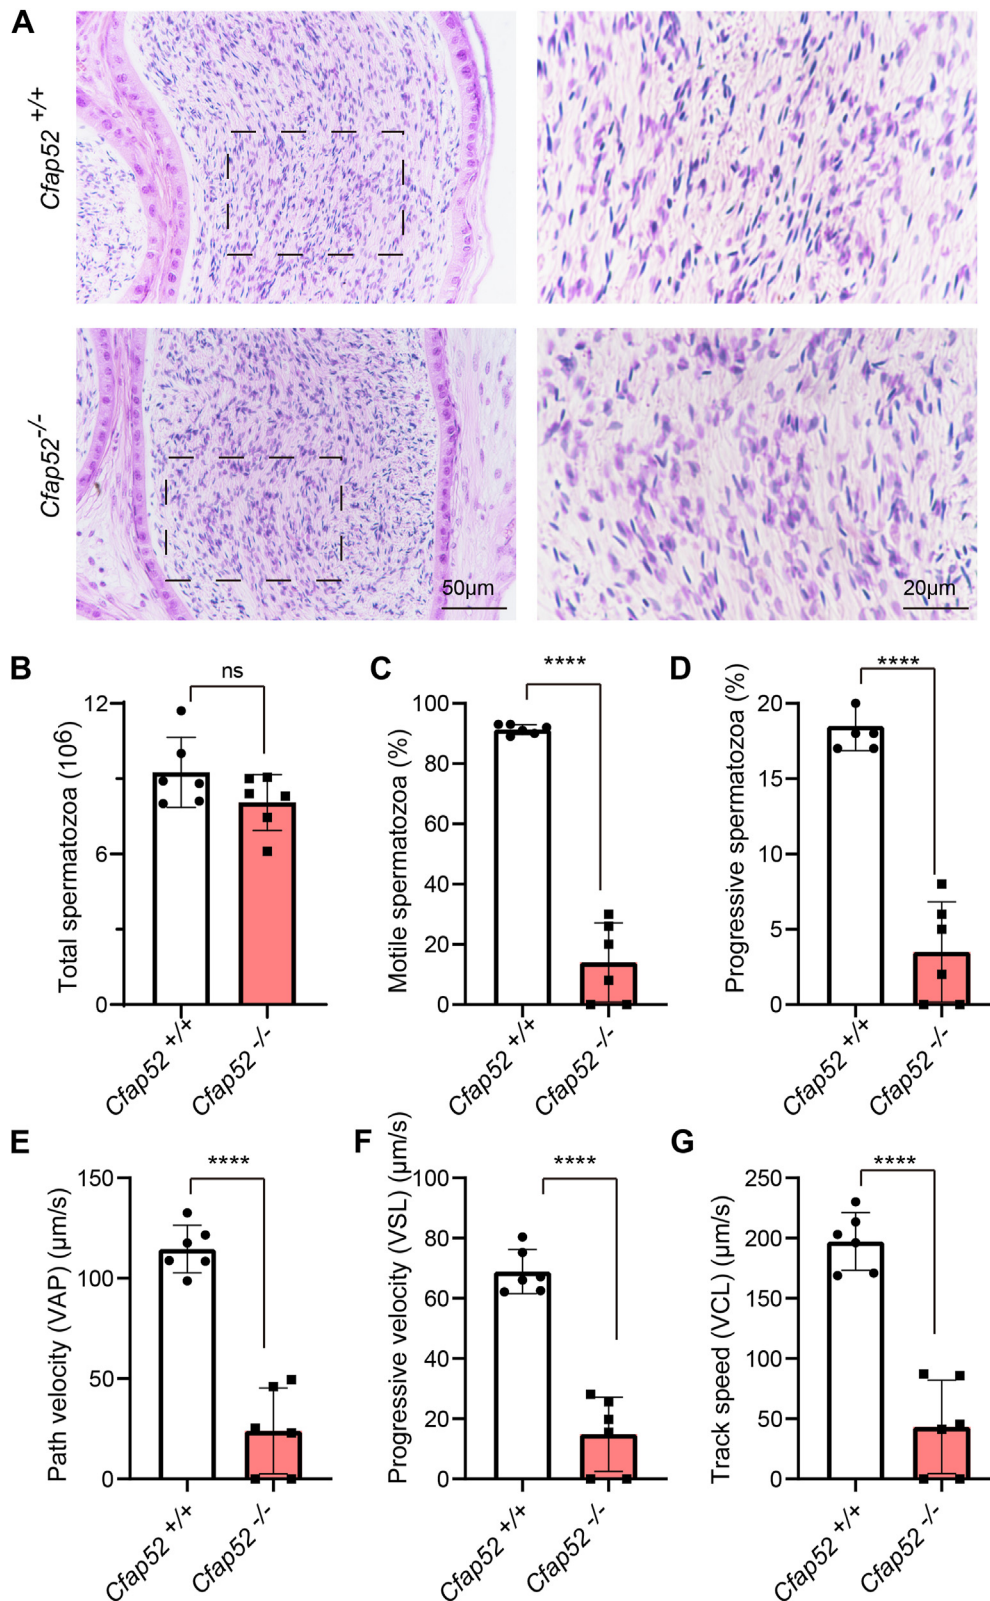 A
Cfap52 +/+
Cfap52-/-
50μm
20μm
B
Total spermatozoa (10⁶)
12
6
0
ns
Cfap52 +/+
Cfap52 -/-
C
Motile spermatozoa (%)
100
80
60
40
20
0
****
Cfap52 +/+
Cfap52 -/-
D
Progressive spermatozoa (%)
20
15
10
5
0
****
Cfap52 +/+
Cfap52 -/-
E
Path velocity (VAP) (μm/s)
150
100
50
0
****
Cfap52 +/+
Cfap52 -/-
F
Progressive velocity (VSL) (μm/s)
100
80
60
40
20
0
****
Cfap52 +/+
Cfap52 -/-
G
Track speed (VCL) (μm/s)
250
200
150
100
50
0
****
Cfap52 +/+
Cfap52 -/-